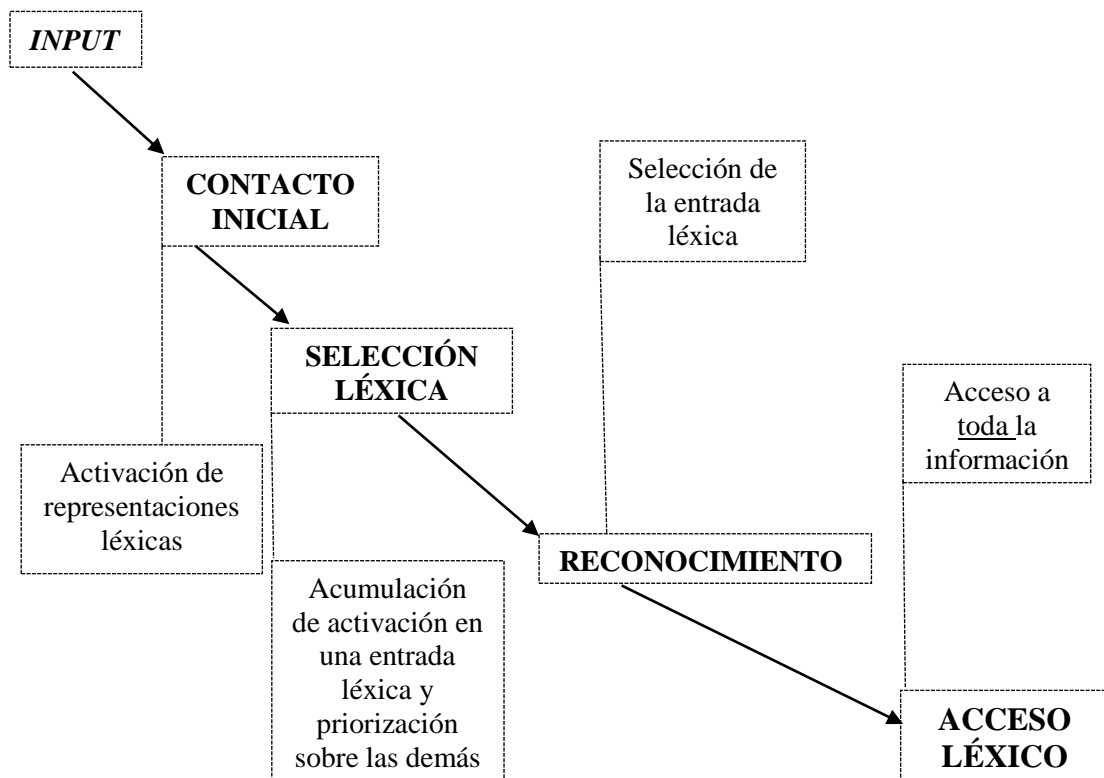 INPUT
CONTACTO
INICIAL
Selección de
la entrada
léxica
SELECCIÓN
LÉXICA
Acceso a
toda la
información
Activación de
representaciones
léxicas
RECONOCIMIENTO
Acumulación
de activación en
una entrada
léxica y
priorización
sobre las demás
ACCESO
LÉXICO